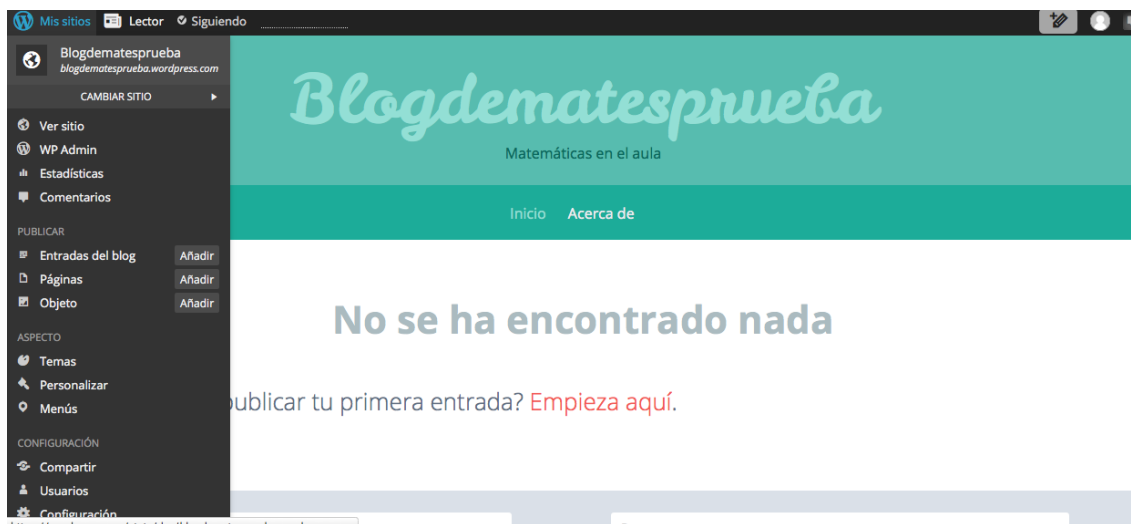 Mis sitios Lector Siguiendo
Blogdematesprueba
blogdematesprueba.wordpress.com
CAMBIAR SITIO
Ver sitio
WP Admin
Estadísticas
Comentarios
PUBLICAR
Entradas del blog Añadir
Páginas Añadir
Objeto Añadir
ASPECTO
Temas
Personalizar
Menús
CONFIGURACIÓN
Compartir
Usuarios
Configuración
Blogdematesprueba
Matemáticas en el aula
Inicio Acerca de
No se ha encontrado nada
publicar tu primera entrada? Empieza aquí.